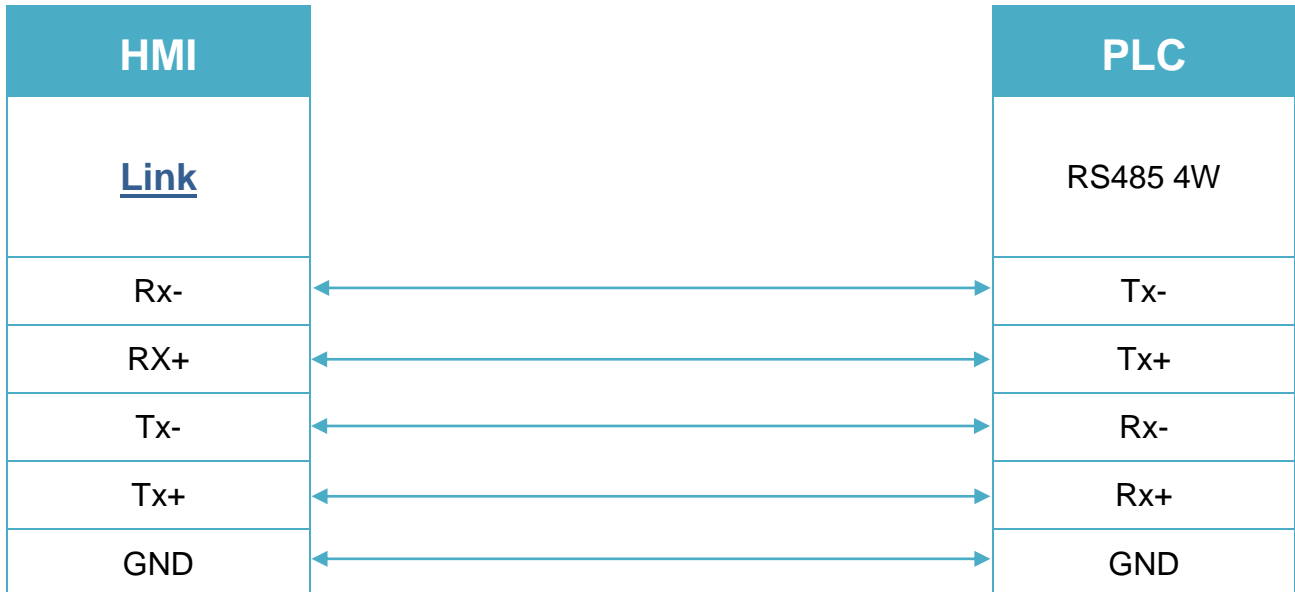 HMI PLC
Link RS485 4W
Rx- Tx-
RX+ Tx+
Tx- Rx-
Tx+ Rx+
GND GND